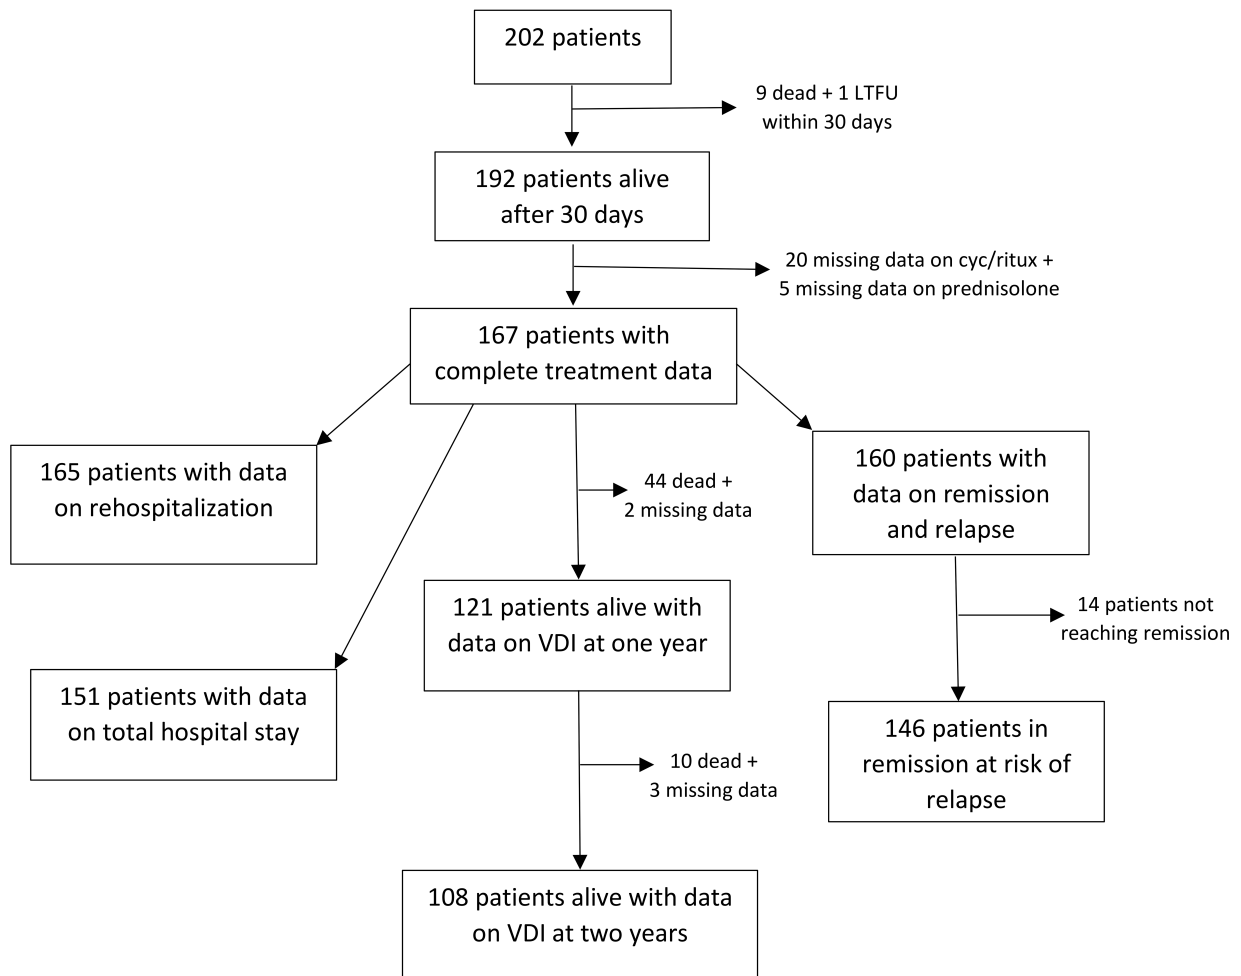 202 patients
9 dead + 1 LTFU
within 30 days
192 patients alive
after 30 days
20 missing data on cyc/ritux +
5 missing data on prednisolone
167 patients with
complete treatment data
165 patients with data
on rehospitalization
44 dead +
2 missing data
160 patients with
data on remission
and relapse
121 patients alive with
data on VDI at one year
14 patients not
reaching remission
151 patients with data
on total hospital stay
146 patients in
remission at risk of
relapse
10 dead +
3 missing data
108 patients alive with data
on VDI at two years